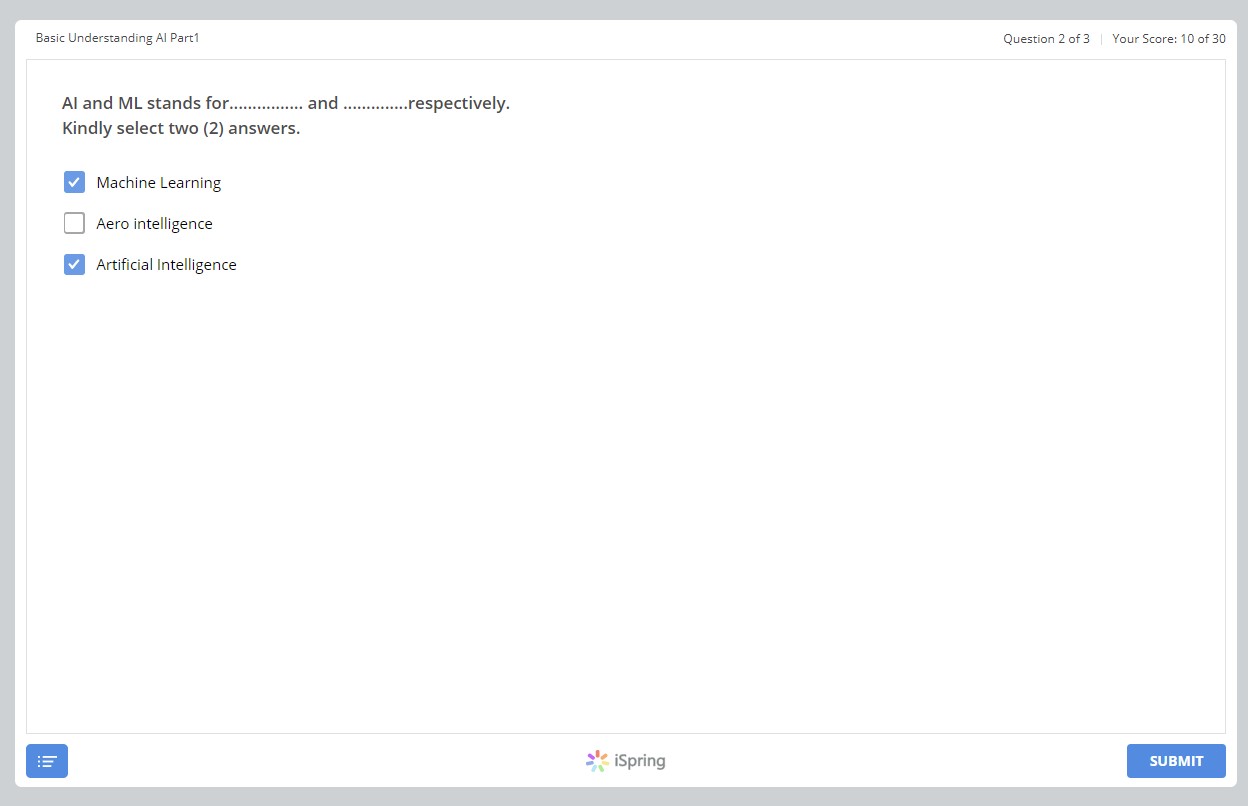 Basic Understanding AI Part1
Question 2 of 3 | Your Score: 10 of 30
AI and ML stands for................ and ..............respectively.
Kindly select two (2) answers.
Machine Learning
Aero intelligence
Artificial Intelligence
iSpring
SUBMIT